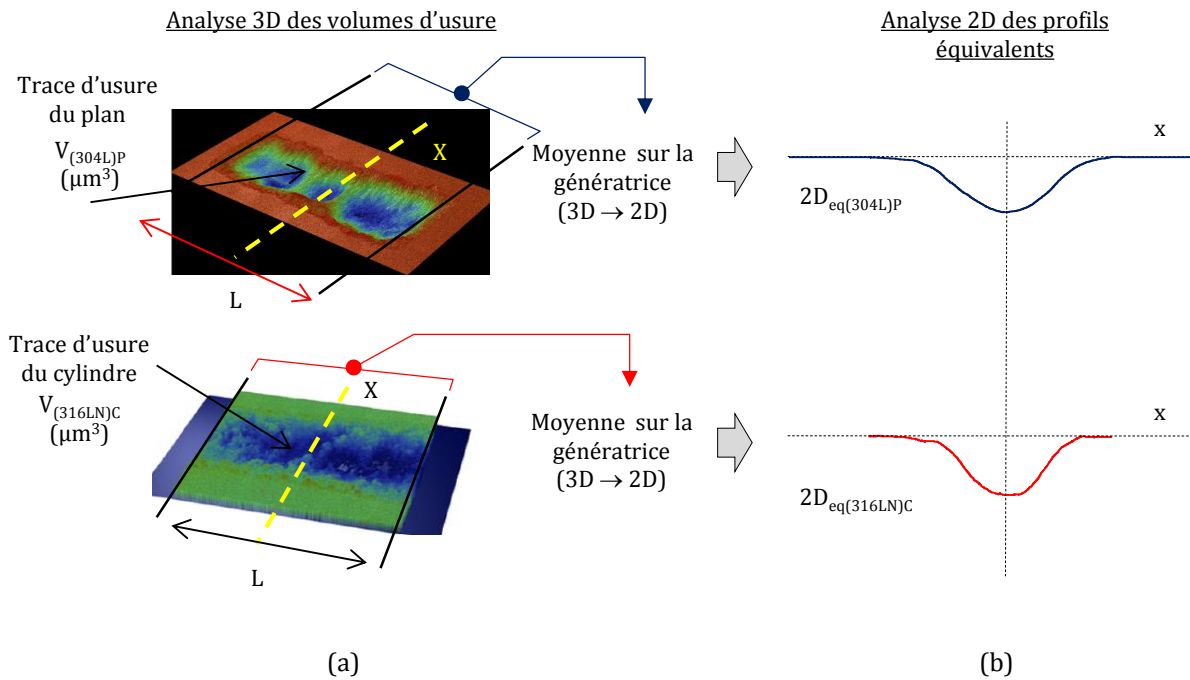 Analyse 3D des volumes d’usure
Analyse 2D des profils
équivalents
Trace d’usure
du plan
V(304L)P
(µm³)
X
L
Moyenne sur la
génératrice
(3D → 2D)
x
2Deq(304L)P
Trace d’usure
du cylindre
V(316LN)C
(µm³)
X
L
Moyenne sur la
génératrice
(3D → 2D)
x
2Deq(316LN)C
(a)
(b)